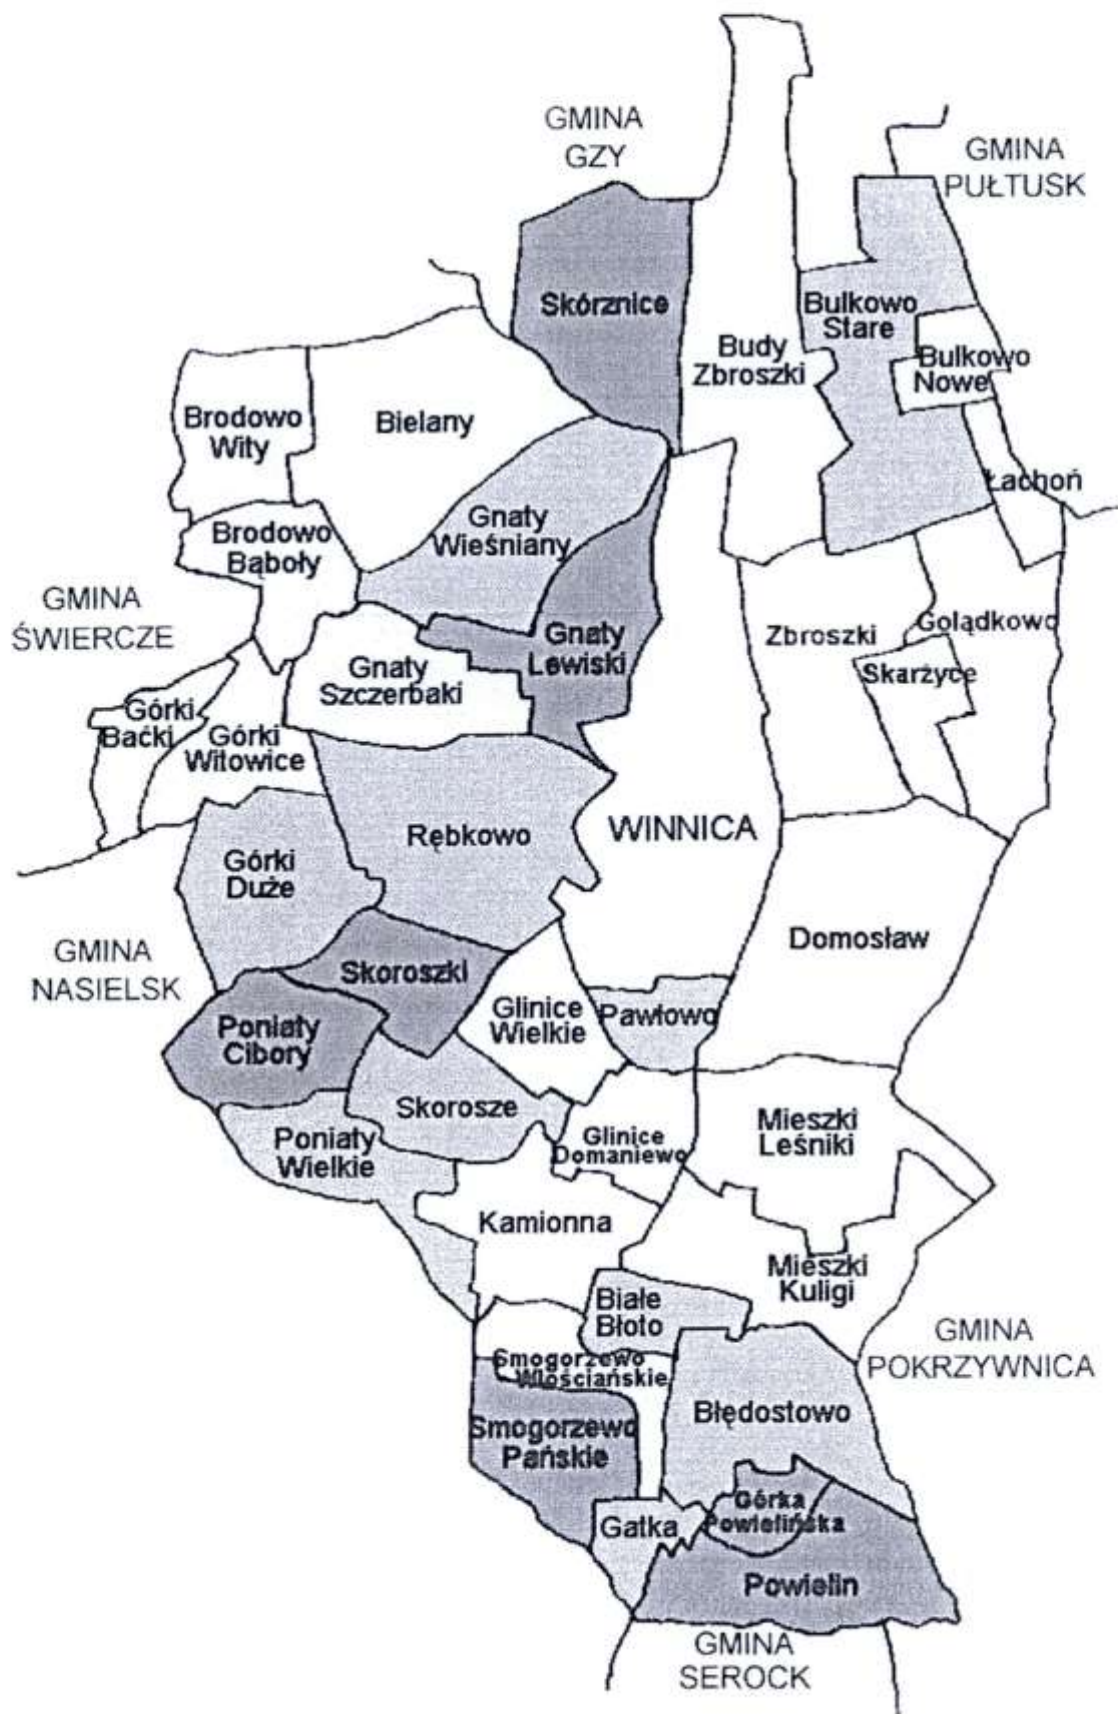 GMINA
GZY
GMINA
PUŁTUSK
Skórznice
Bulkowo
Stare
Budy
Zbroszki
Bulkowo
Nowe
Brodowo
Wity
Bielany
Łachoń
Gnaty
Wieśniany
Brodowo
Bąboły
GMINA
ŚWIERCZE
Zbroszki
Golądkowo
Gnaty
Lewiski
Gnaty
Szczerbaki
Skarżyce
Górki
Baćki
Górki
Witowice
WINNICA
Rębkowo
Górki
Duże
Domosław
GMINA
NASIELSK
Skoroszki
Glinice
Wielkie
Pawłowo
Poniaty
Cibory
Skorosze
Mieszki
Leśniki
Poniaty
Wielkie
Glinice
Domaniewo
Kamionna
Mieszki
Kuligi
Białe
Błoto
GMINA
POKRZYWNICA
Smogorzewo
Włościańskie
Błędostowo
Smogorzewo
Pańskie
Górka
Powielińska
Gatka
Powielin
GMINA
SEROCK